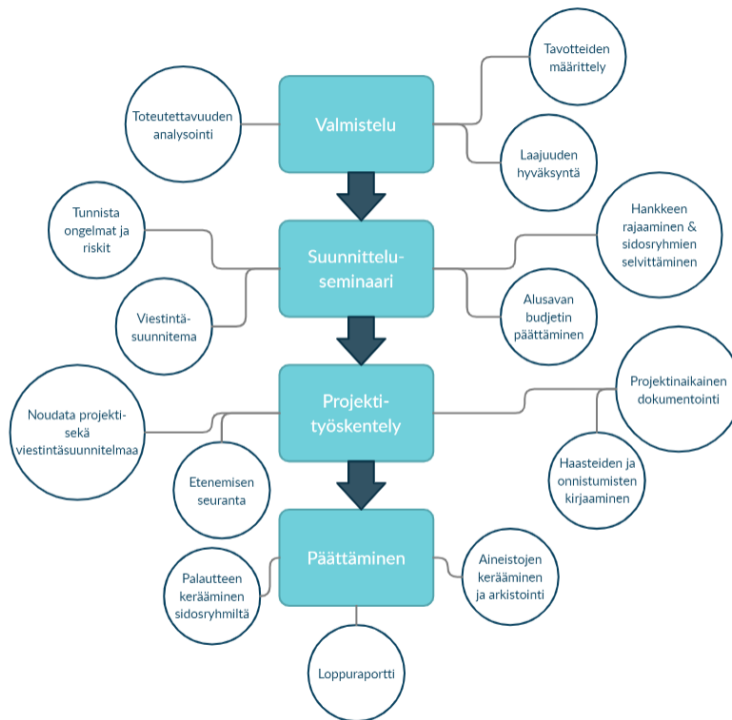 Tavotteiden
määrittely
Toteutettavuuden
analysointi
Valmistelu
Laajuuden
hyväksyntä
Tunnista
ongelmat ja
riskit
Hankkeen
rajaaminen &
sidosryhmien
selvittäminen
Suunnittelu-
seminaari
Viestintä-
suunnitema
Alusavan
budjetin
päättäminen
Projekti-
työskentely
Projektinaikainen
dokumentointi
Noudata projekti-
sekä
viestintäsuunnitelmaa
Etenemisen
seuranta
Haasteiden ja
onnistumisten
kirjaaminen
Päättäminen
Palautteen
kerääminen
sidosryhmiltä
Aineistojen
kerääminen
ja arkistointi
Loppuraportti